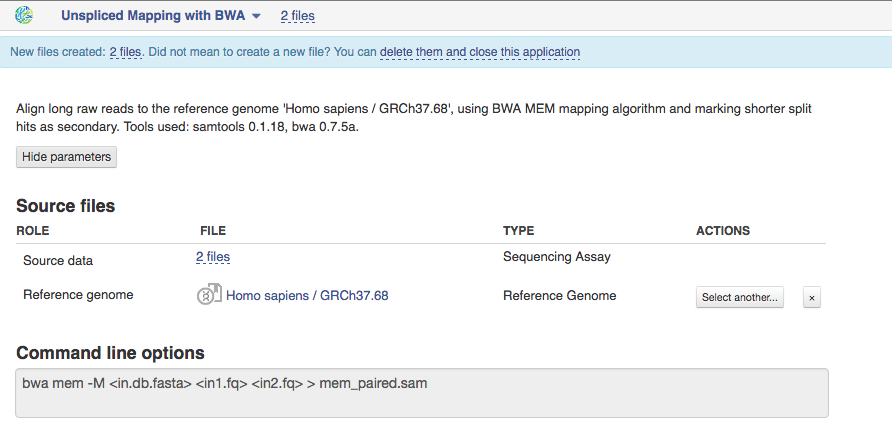 Unspliced Mapping with BWA 2 files
New files created: 2 files. Did not mean to create a new file? You can delete them and close this application
Align long raw reads to the reference genome 'Homo sapiens / GRCh37.68', using BWA MEM mapping algorithm and marking shorter split
hits as secondary. Tools used: samtools 0.1.18, bwa 0.7.5a.
Hide parameters
Source files
ROLE FILE TYPE ACTIONS
Source data 2 files Sequencing Assay
Reference genome Homo sapiens / GRCh37.68 Reference Genome Select another... ×
Command line options
bwa mem -M <in.db.fasta> <in1.fq> <in2.fq> > mem_paired.sam